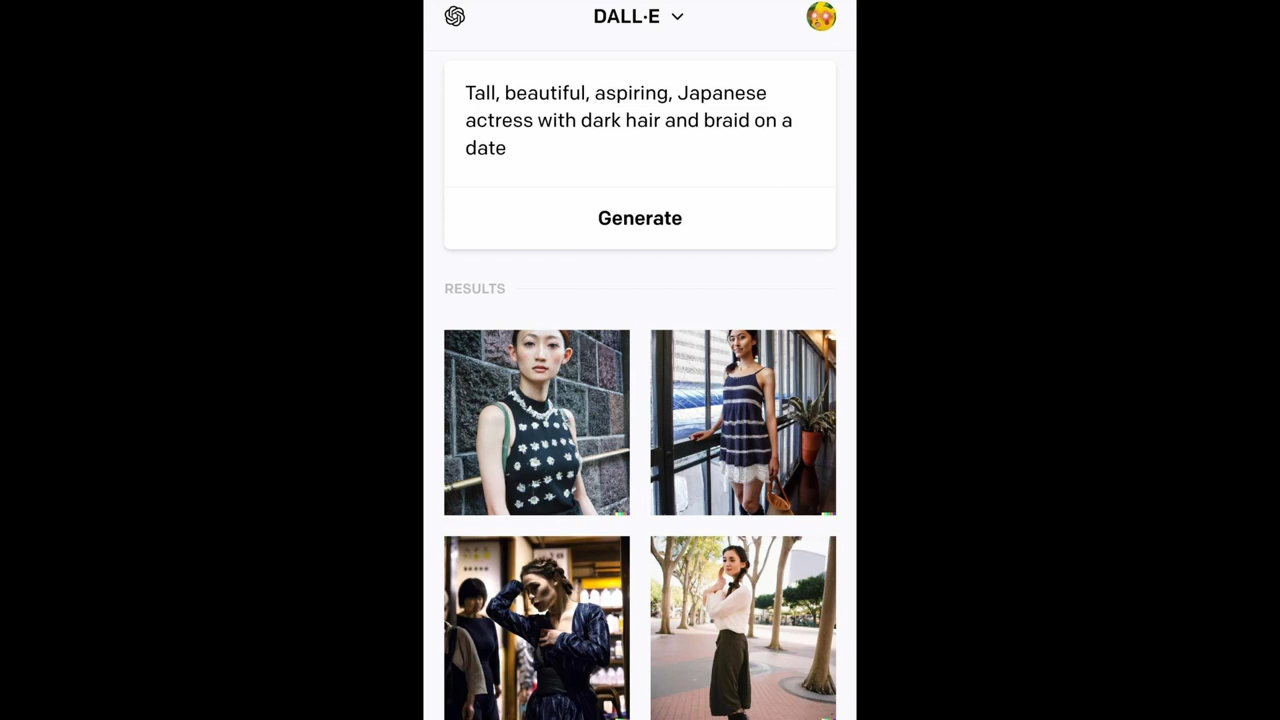 DALL·E
Tall, beautiful, aspiring, Japanese
actress with dark hair and braid on a
date
Generate
RESULTS